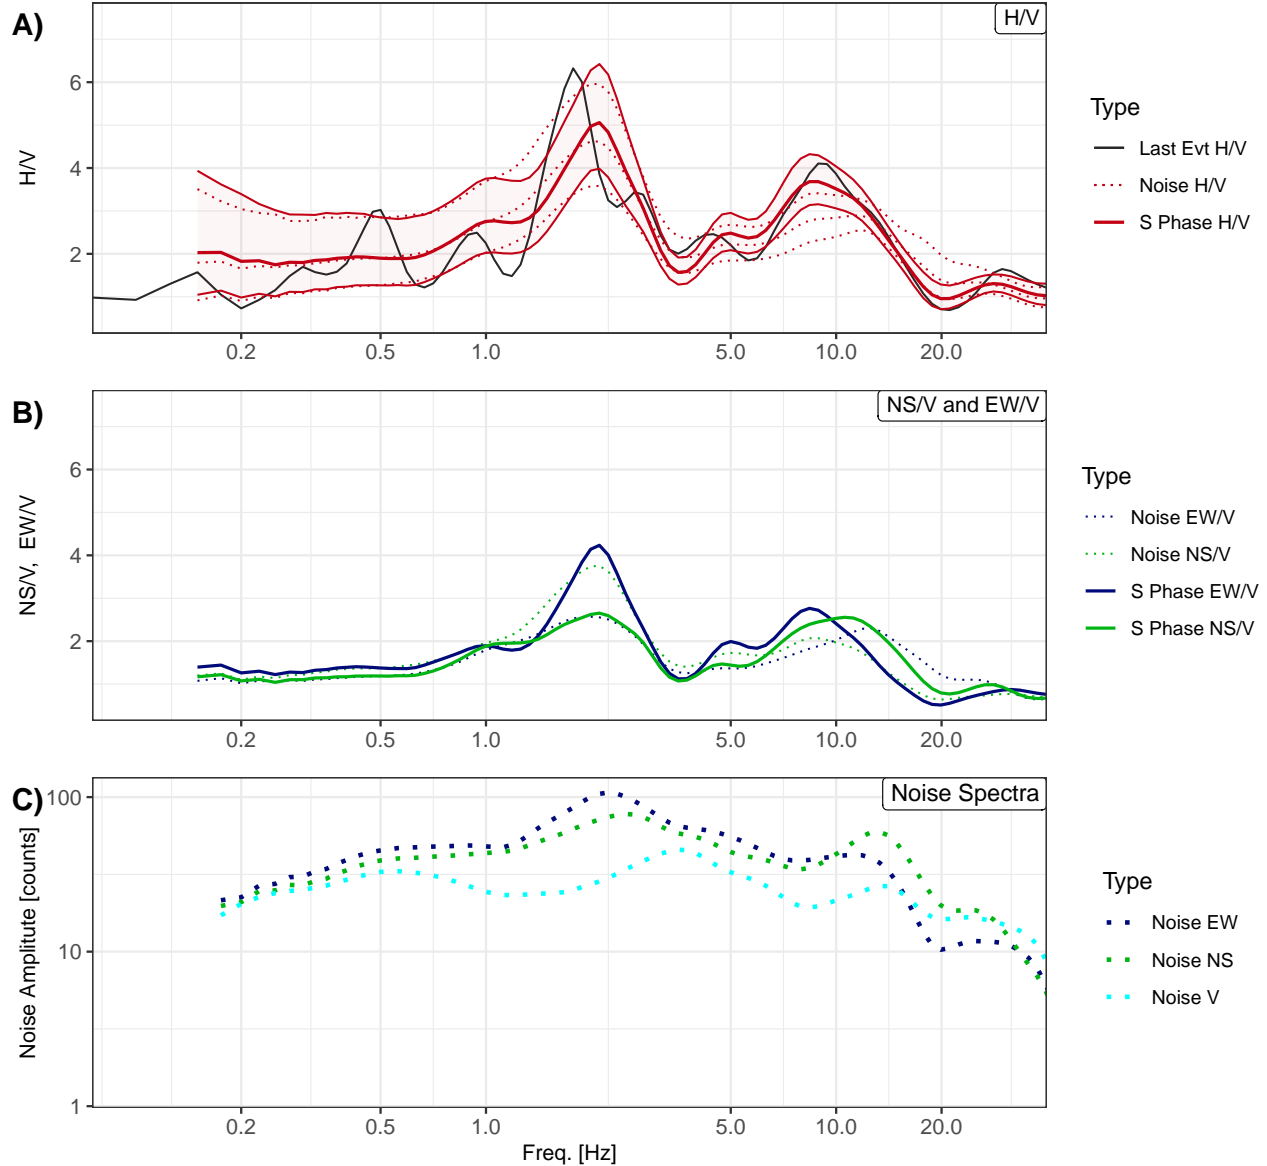 A)
H/V
H/V
6
4
2
0.2 0.5 1.0 5.0 10.0 20.0
Type
Last Evt H/V
Noise H/V
S Phase H/V
B)
NS/V and EW/V
NS/V, EW/V
6
4
2
0.2 0.5 1.0 5.0 10.0 20.0
Type
Noise EW/V
Noise NS/V
S Phase EW/V
S Phase NS/V
C)
Noise Spectra
Noise Amplitute [counts]
100
10
1
0.2 0.5 1.0 5.0 10.0 20.0
Freq. [Hz]
Type
Noise EW
Noise NS
Noise V